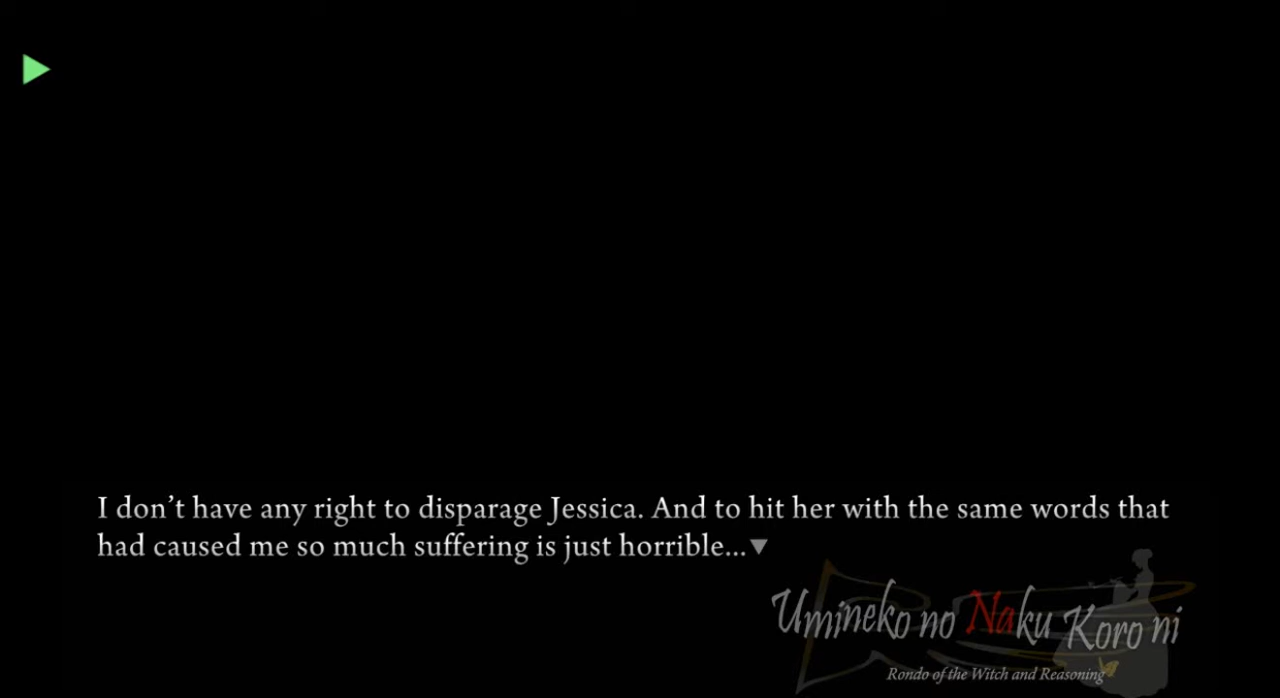 I don’t have any right to disparage Jessica. And to hit her with the same words that
had caused me so much suffering is just horrible...
Umineko no Naku Koro ni
Rondo of the Witch and Reasoning